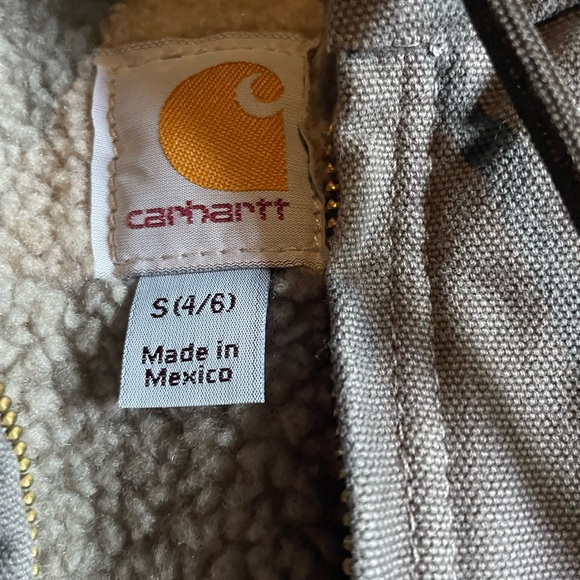 carhartt
S (4/6)
Made in
Mexico